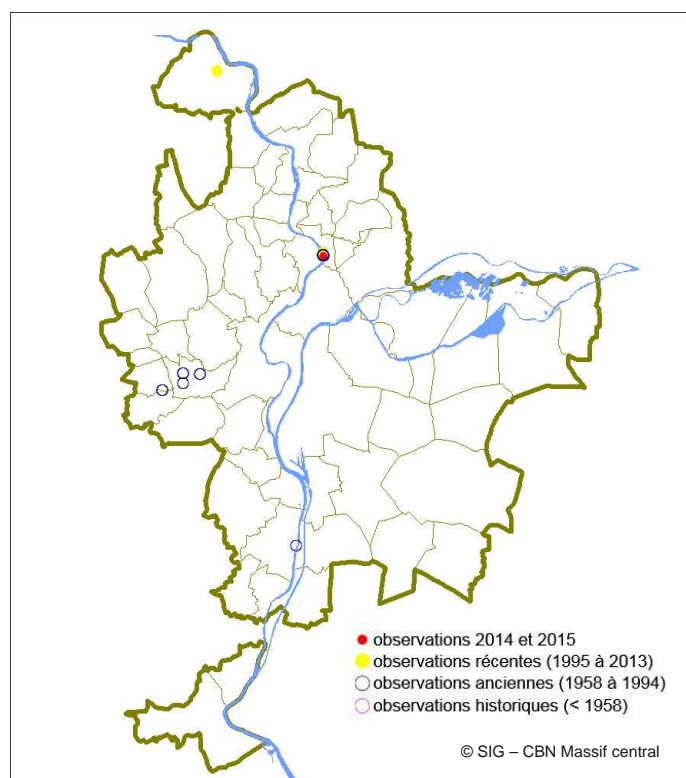 observations 2014 et 2015
observations récentes (1995 à 2013)
observations anciennes (1958 à 1994)
observations historiques (< 1958)
© SIG – CBN Massif central